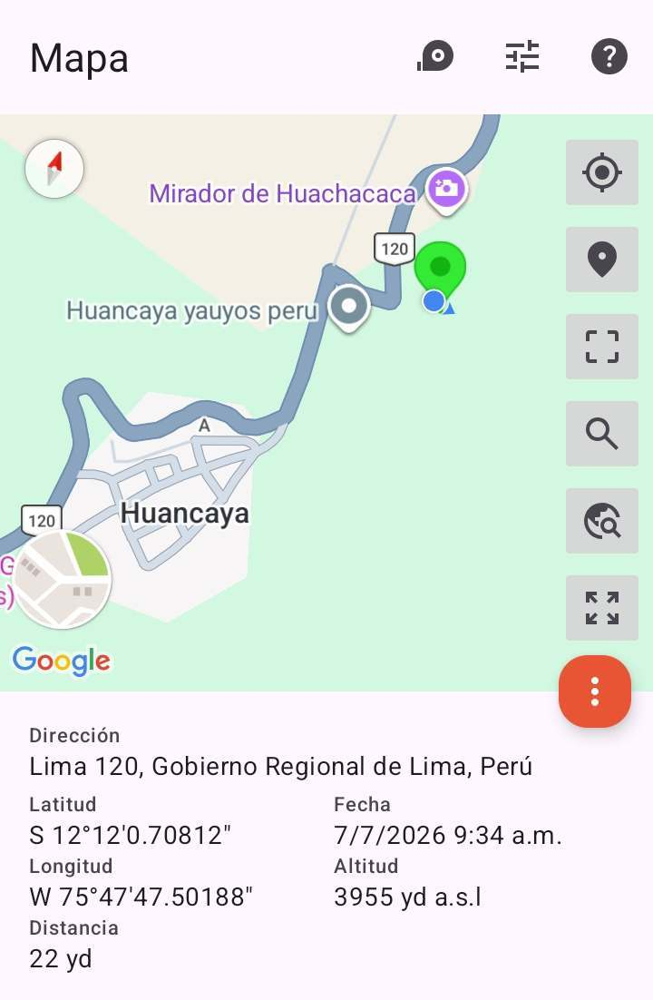 Mapa
Mirador de Huachacaca
120
Huancaya yauyos peru
A
Huancaya
120
G
s)
Google
Dirección
Lima 120, Gobierno Regional de Lima, Perú
Latitud
S 12°12'0.70812"
Fecha
7/7/2026 9:34 a.m.
Longitud
W 75°47'47.50188"
Altitud
3955 yd a.s.l
Distancia
22 yd